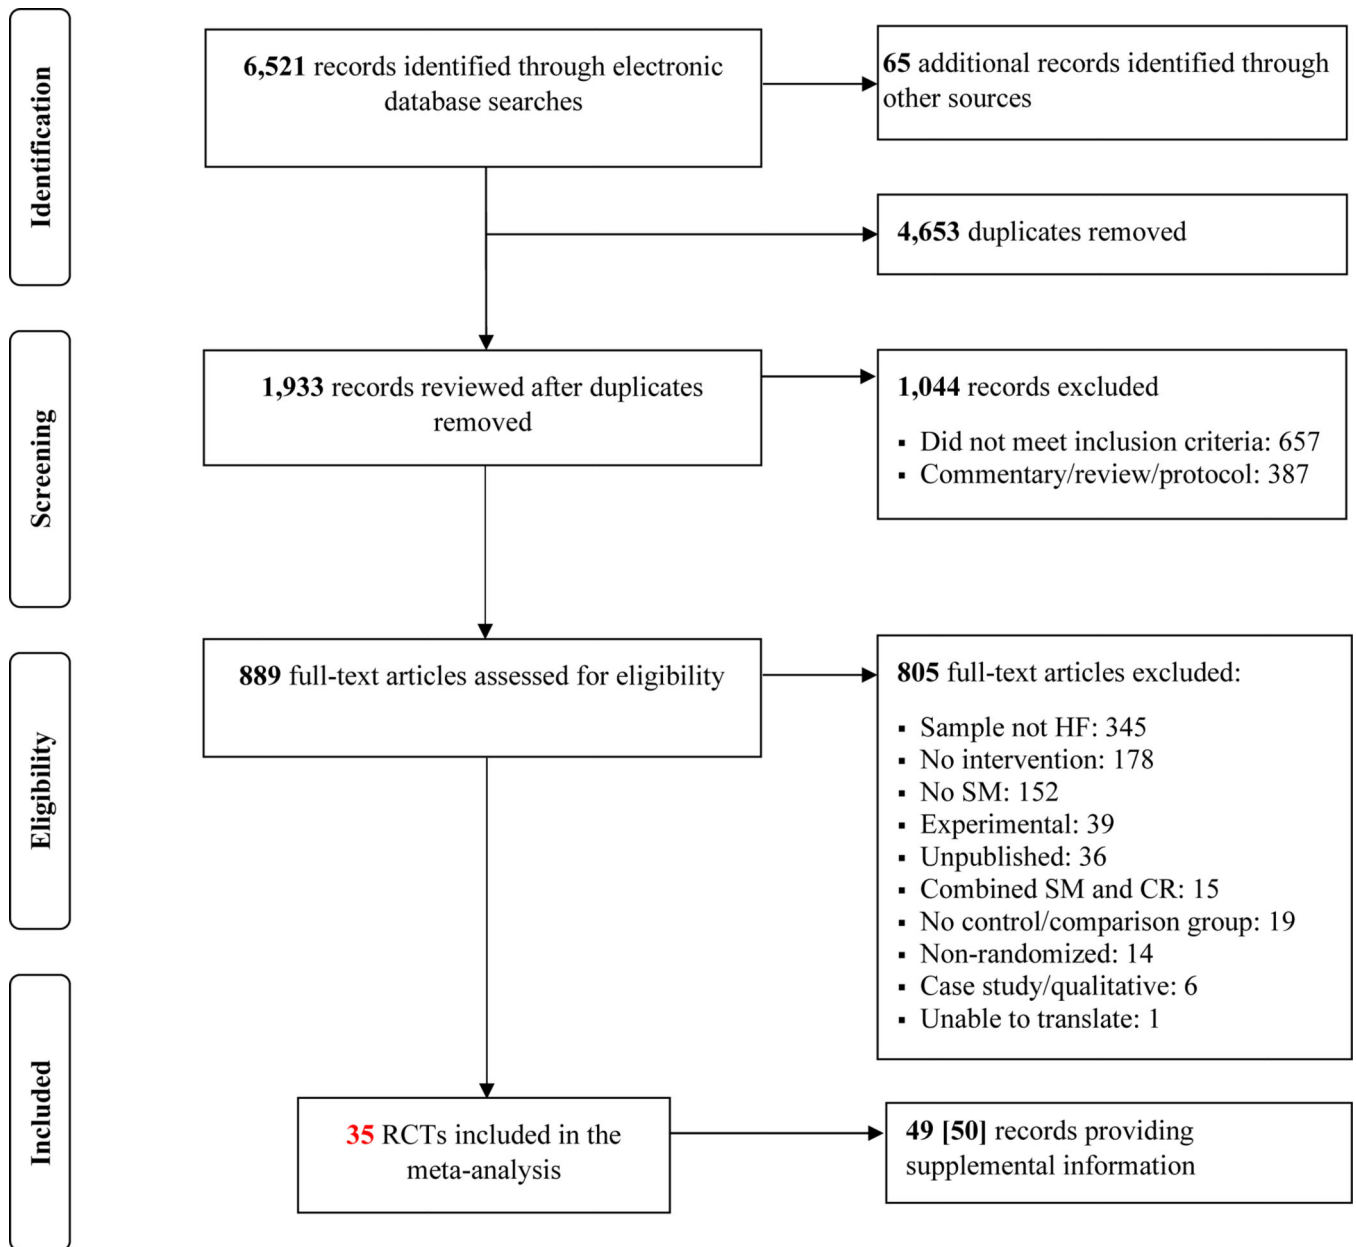 Identification
6,521 records identified through electronic
database searches
65 additional records identified through
other sources
4,653 duplicates removed
Screening
1,933 records reviewed after duplicates
removed
1,044 records excluded
▪ Did not meet inclusion criteria: 657
▪ Commentary/review/protocol: 387
Eligibility
889 full-text articles assessed for eligibility
805 full-text articles excluded:
▪ Sample not HF: 345
▪ No intervention: 178
▪ No SM: 152
▪ Experimental: 39
▪ Unpublished: 36
▪ Combined SM and CR: 15
▪ No control/comparison group: 19
▪ Non-randomized: 14
▪ Case study/qualitative: 6
▪ Unable to translate: 1
Included
35 RCTs included in the
meta-analysis
49 [50] records providing
supplemental information